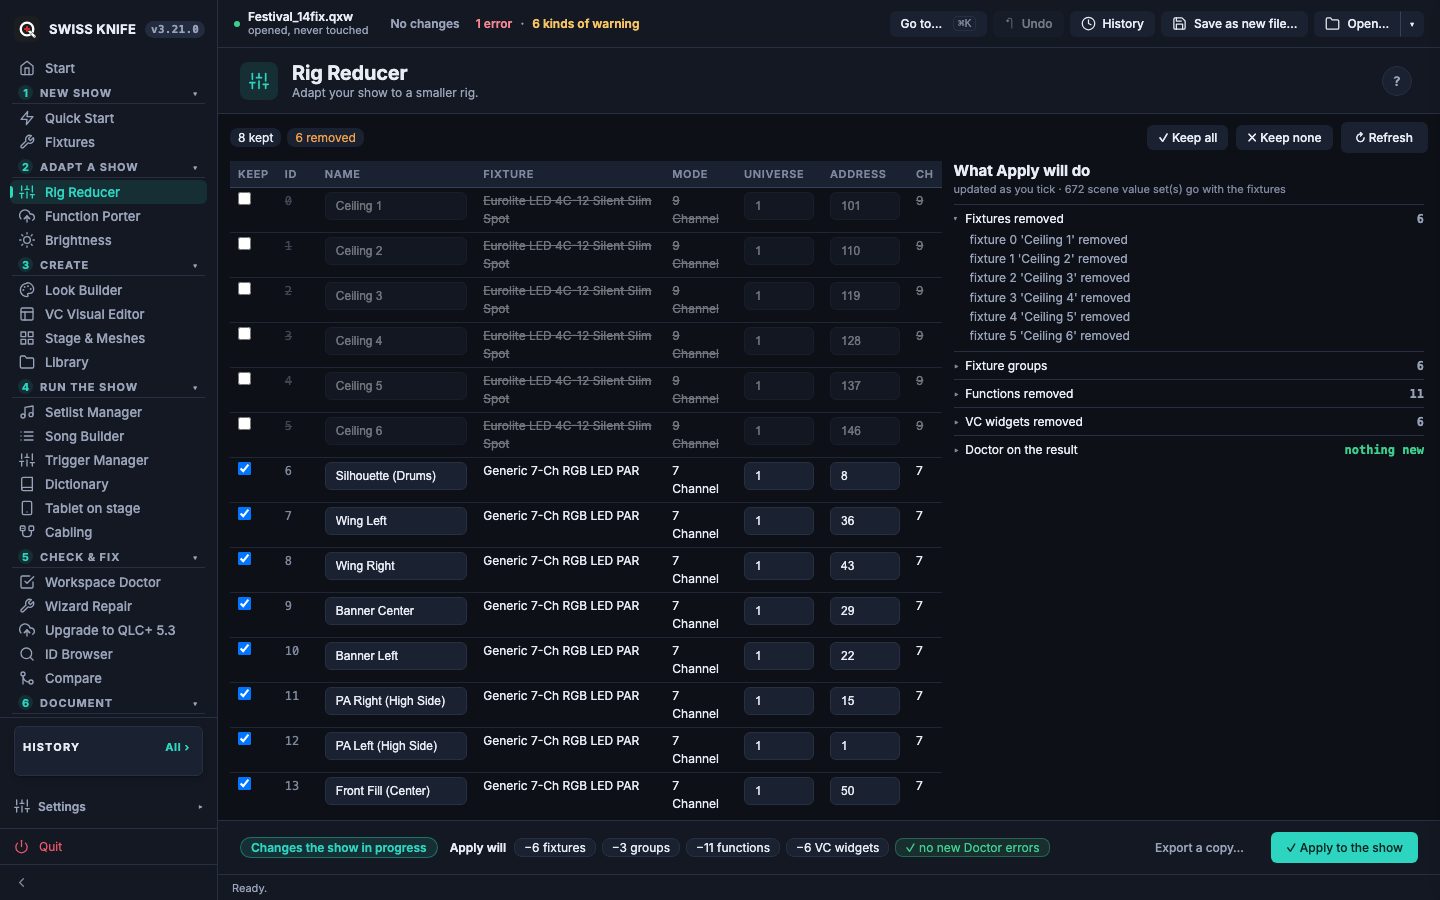 SWISS KNIFE v3.21.0
Start
1 NEW SHOW
Quick Start
Fixtures
2 ADAPT A SHOW
Rig Reducer
Function Porter
Brightness
3 CREATE
Look Builder
VC Visual Editor
Stage & Meshes
Library
4 RUN THE SHOW
Setlist Manager
Song Builder
Trigger Manager
Dictionary
Tablet on stage
Cabling
5 CHECK & FIX
Workspace Doctor
Wizard Repair
Upgrade to QLC+ 5.3
ID Browser
Compare
6 DOCUMENT
HISTORY All ›
Settings
Quit
Festival_14fix.qxw
opened, never touched
No changes 1 error · 6 kinds of warning
Go to... ⌘K Undo History Save as new file... Open...
Rig Reducer
Adapt your show to a smaller rig.
?
8 kept 6 removed
✓ Keep all ✕ Keep none ↻ Refresh
KEEP ID NAME FIXTURE MODE UNIVERSE ADDRESS CH
0 Ceiling 1 Eurolite LED 4C-12 Silent Slim Spot 9 Channel 1 101 9
1 Ceiling 2 Eurolite LED 4C-12 Silent Slim Spot 9 Channel 1 110 9
2 Ceiling 3 Eurolite LED 4C-12 Silent Slim Spot 9 Channel 1 119 9
3 Ceiling 4 Eurolite LED 4C-12 Silent Slim Spot 9 Channel 1 128 9
4 Ceiling 5 Eurolite LED 4C-12 Silent Slim Spot 9 Channel 1 137 9
5 Ceiling 6 Eurolite LED 4C-12 Silent Slim Spot 9 Channel 1 146 9
6 Silhouette (Drums) Generic 7-Ch RGB LED PAR 7 Channel 1 8 7
7 Wing Left Generic 7-Ch RGB LED PAR 7 Channel 1 36 7
8 Wing Right Generic 7-Ch RGB LED PAR 7 Channel 1 43 7
9 Banner Center Generic 7-Ch RGB LED PAR 7 Channel 1 29 7
10 Banner Left Generic 7-Ch RGB LED PAR 7 Channel 1 22 7
11 PA Right (High Side) Generic 7-Ch RGB LED PAR 7 Channel 1 15 7
12 PA Left (High Side) Generic 7-Ch RGB LED PAR 7 Channel 1 1 7
13 Front Fill (Center) Generic 7-Ch RGB LED PAR 7 Channel 1 50 7
What Apply will do
updated as you tick · 672 scene value set(s) go with the fixtures
Fixtures removed 6
fixture 0 'Ceiling 1' removed
fixture 1 'Ceiling 2' removed
fixture 2 'Ceiling 3' removed
fixture 3 'Ceiling 4' removed
fixture 4 'Ceiling 5' removed
fixture 5 'Ceiling 6' removed
Fixture groups 6
Functions removed 11
VC widgets removed 6
Doctor on the result nothing new
Changes the show in progress Apply will −6 fixtures −3 groups −11 functions −6 VC widgets ✓ no new Doctor errors
Export a copy... ✓ Apply to the show
Ready.